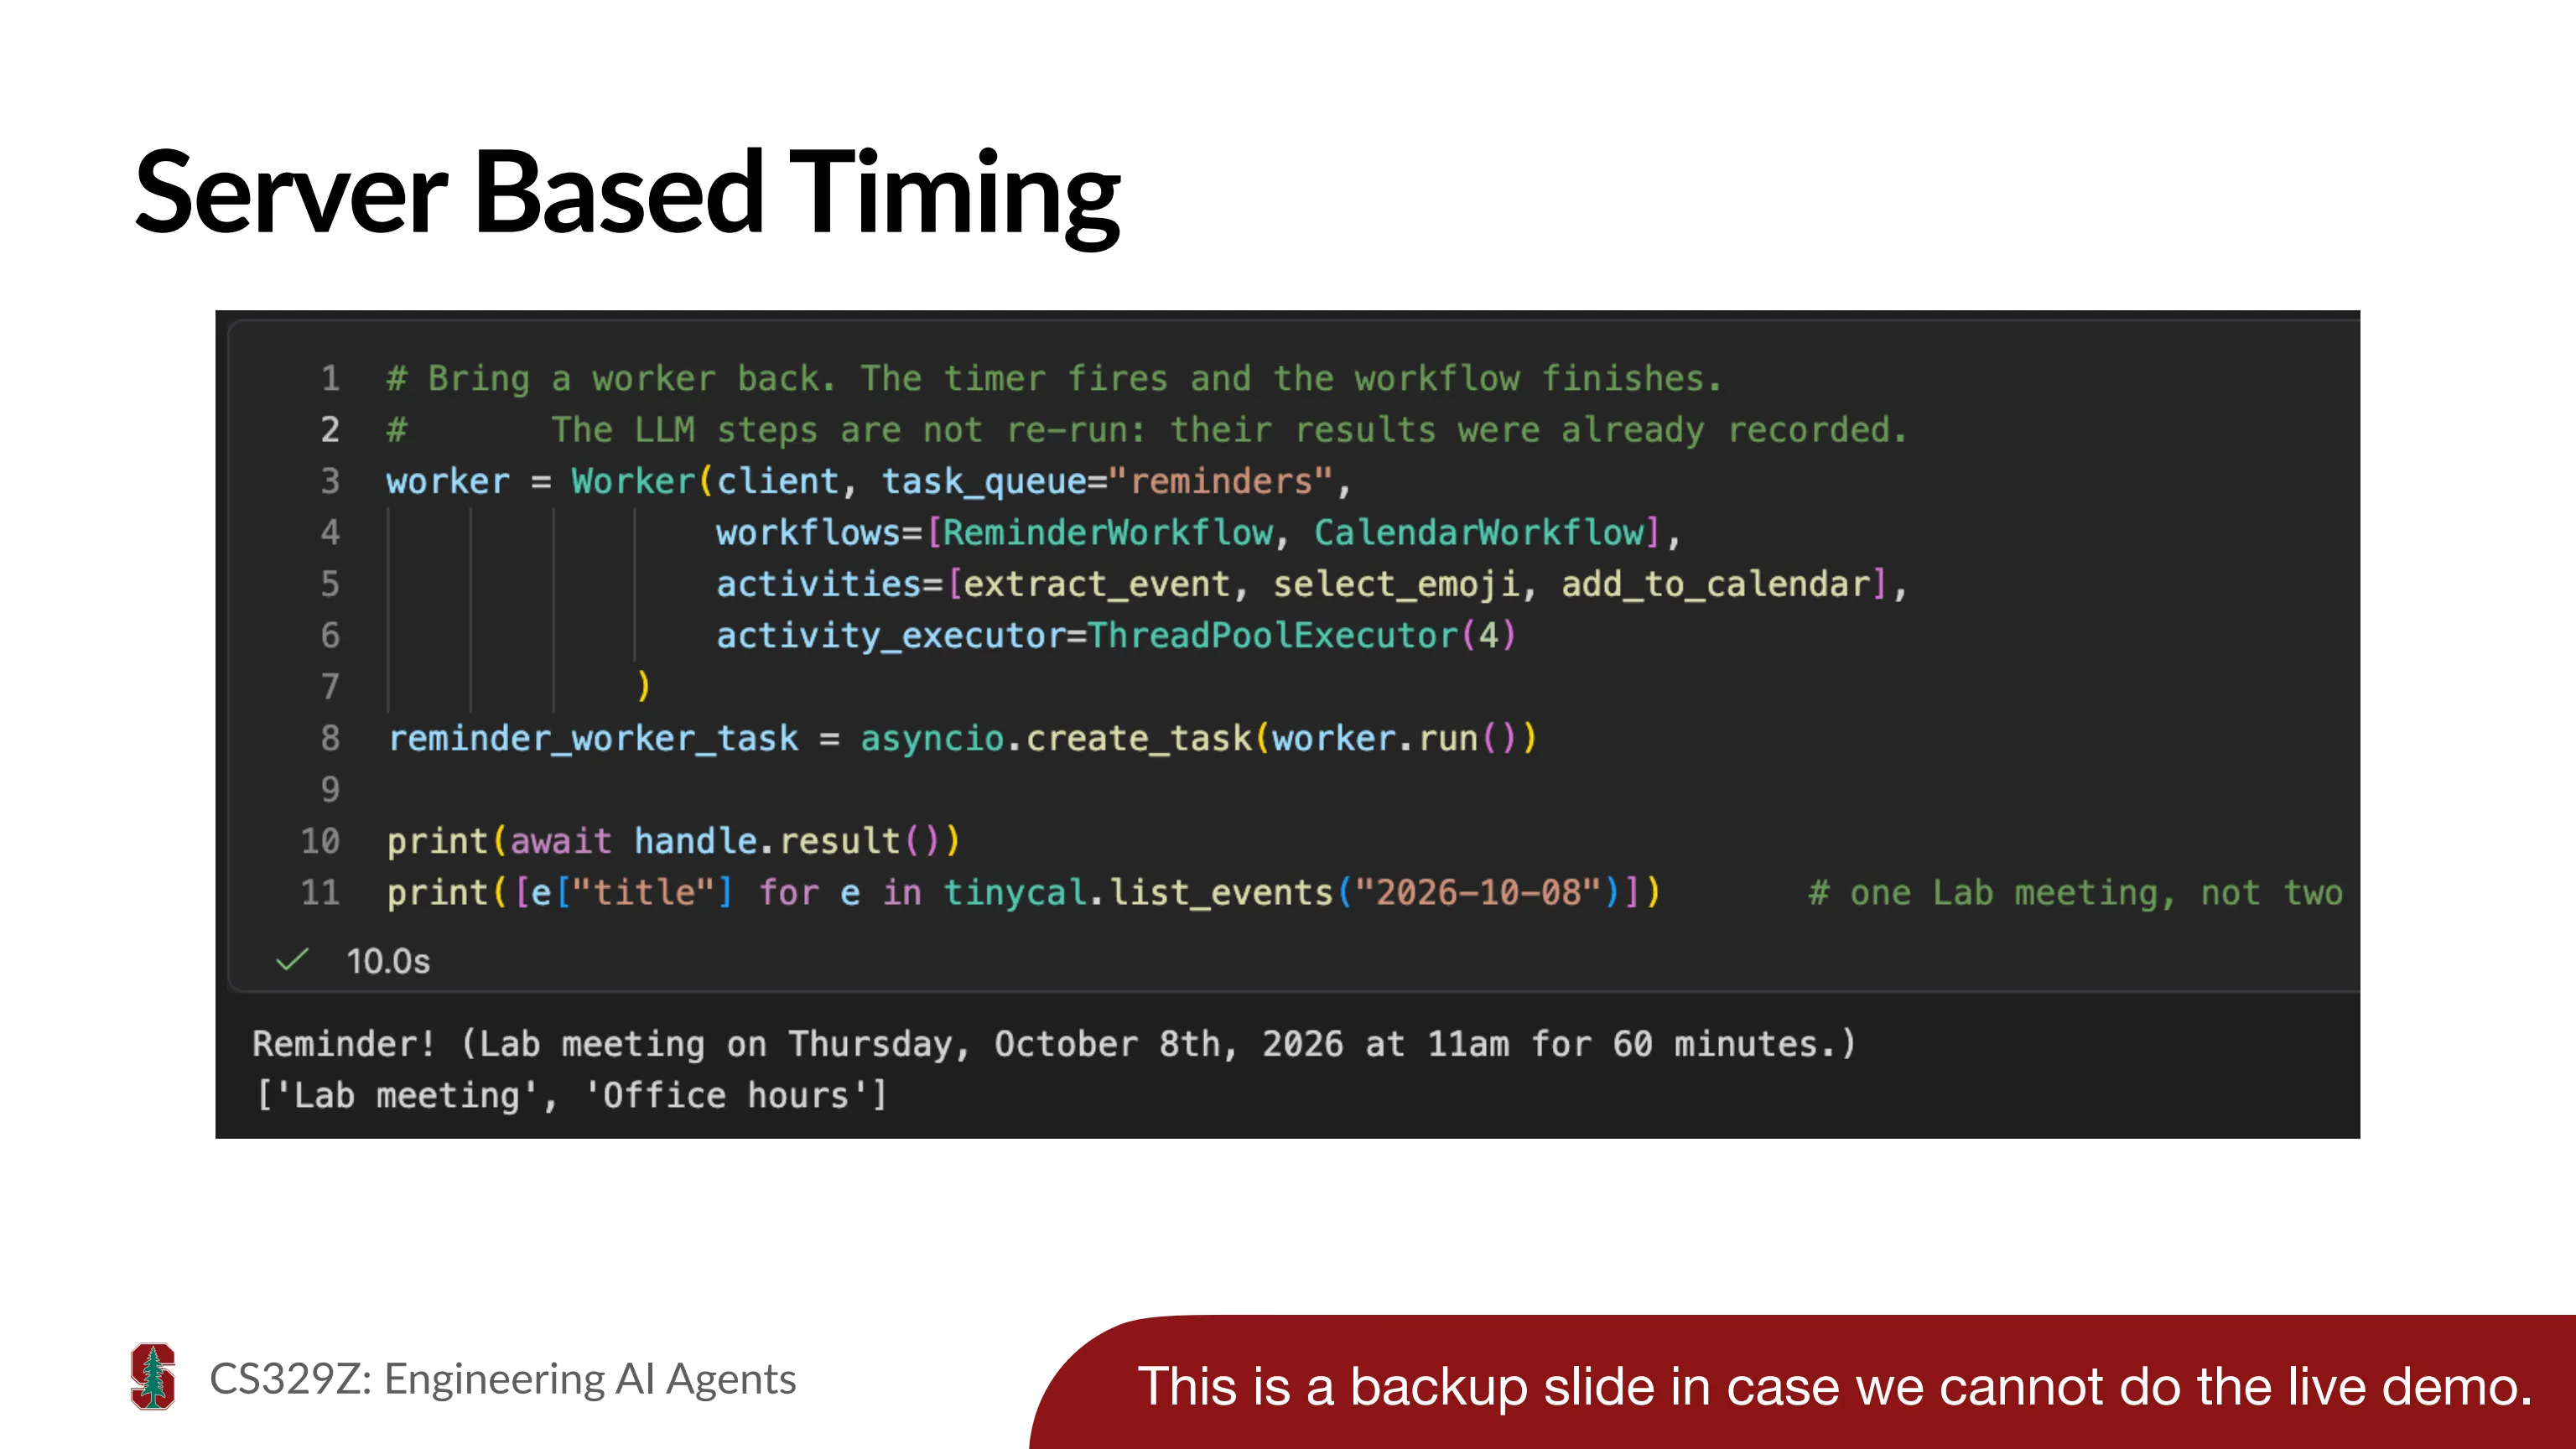 Server Based Timing
1 # Bring a worker back. The timer fires and the workflow finishes.
2 #       The LLM steps are not re-run: their results were already recorded.
3 worker = Worker(client, task_queue="reminders",
4                 workflows=[ReminderWorkflow, CalendarWorkflow],
5                 activities=[extract_event, select_emoji, add_to_calendar],
6                 activity_executor=ThreadPoolExecutor(4)
7             )
8 reminder_worker_task = asyncio.create_task(worker.run())
9
10 print(await handle.result())
11 print([e["title"] for e in tinycal.list_events("2026-10-08")])       # one Lab meeting, not two
✓ 10.0s
Reminder! (Lab meeting on Thursday, October 8th, 2026 at 11am for 60 minutes.)
['Lab meeting', 'Office hours']
CS329Z: Engineering AI Agents
This is a backup slide in case we cannot do the live demo.